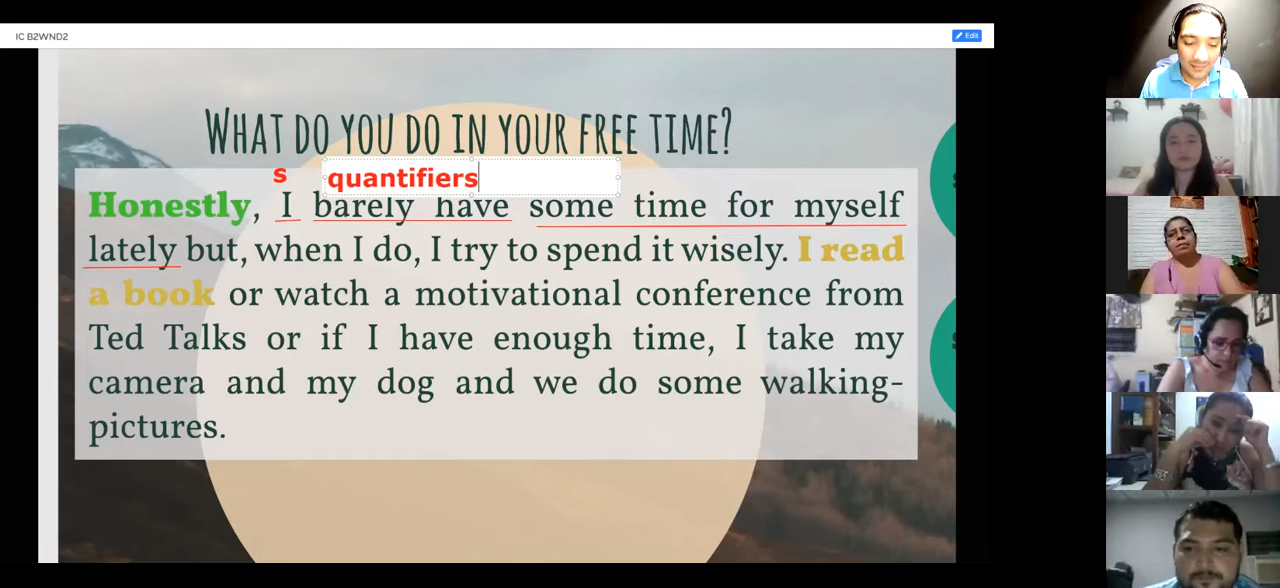 IC B2WND2
Edit
WHAT DO YOU DO IN YOUR FREE TIME?
s quantifiers
Honestly, I barely have some time for myself
lately but, when I do, I try to spend it wisely. I read
a book or watch a motivational conference from
Ted Talks or if I have enough time, I take my
camera and my dog and we do some walking-
pictures.